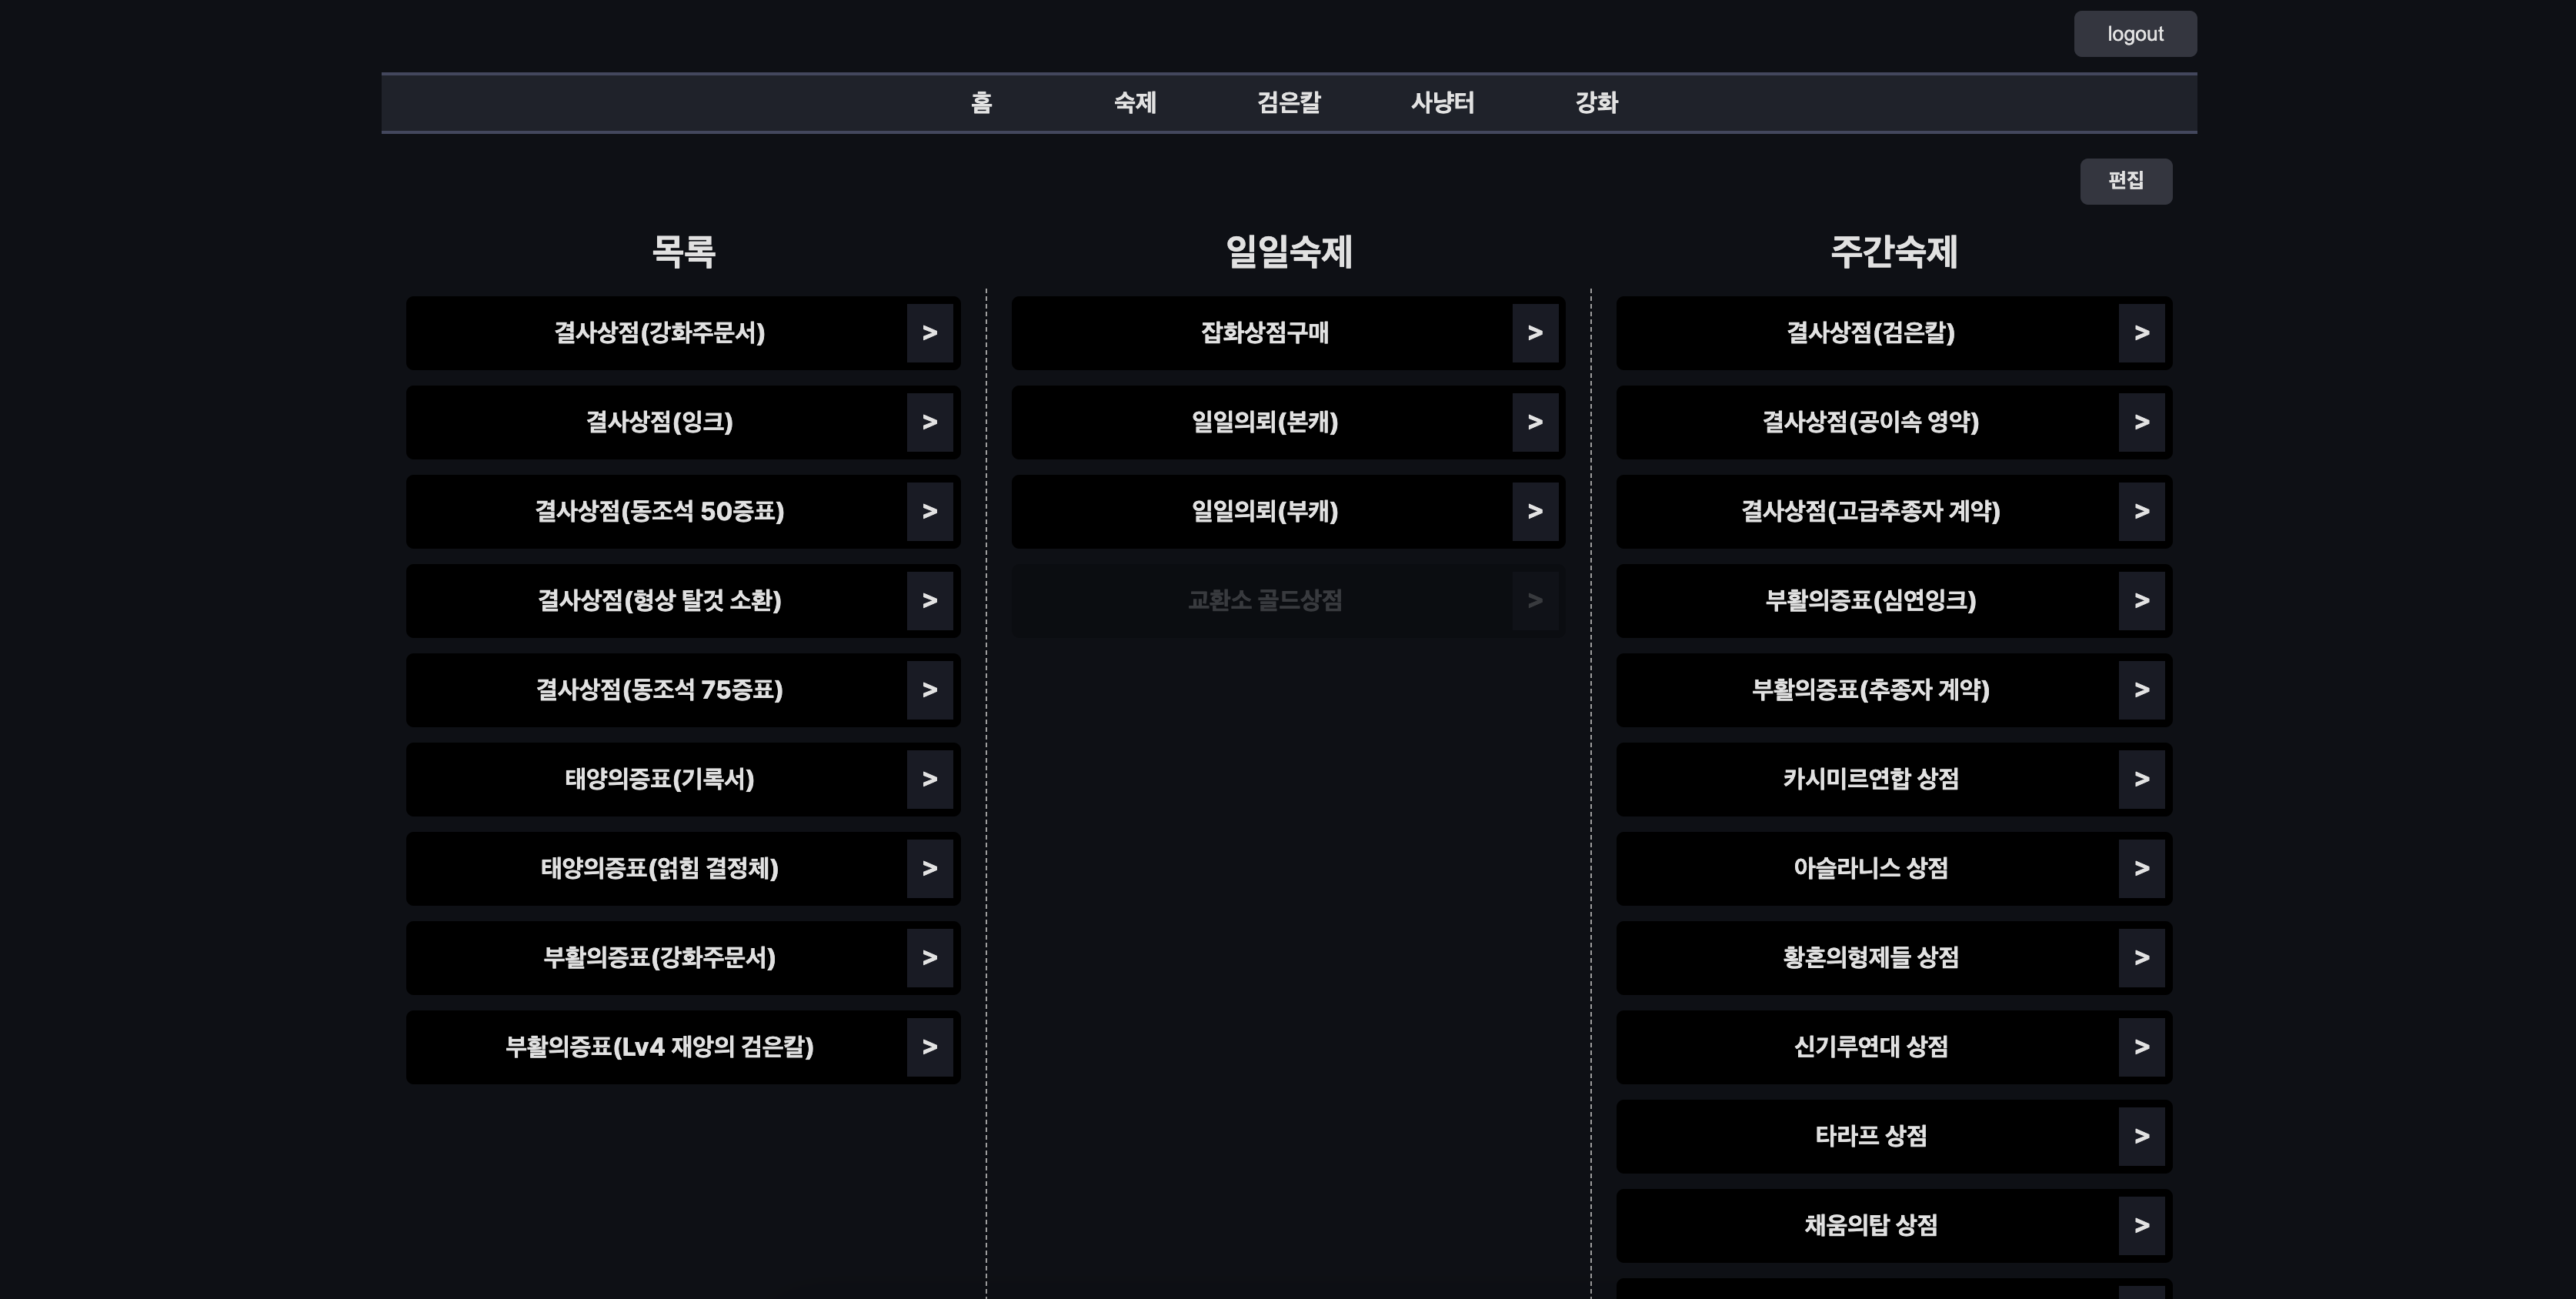 logout
홈 숙제 검은칼 사냥터 강화
편집
목록
결사상점(강화주문서) >
결사상점(잉크) >
결사상점(동조석 50증표) >
결사상점(형상 탈것 소환) >
결사상점(동조석 75증표) >
태양의증표(기록서) >
태양의증표(얽힘 결정체) >
부활의증표(강화주문서) >
부활의증표(Lv4 재앙의 검은칼) >
일일숙제
잡화상점구매 >
일일의뢰(본캐) >
일일의뢰(부캐) >
교환소 골드상점 >
주간숙제
결사상점(검은칼) >
결사상점(공이속 영약) >
결사상점(고급추종자 계약) >
부활의증표(심연잉크) >
부활의증표(추종자 계약) >
카시미르연합 상점 >
아슬라니스 상점 >
황혼의형제들 상점 >
신기루연대 상점 >
타라프 상점 >
채움의탑 상점 >